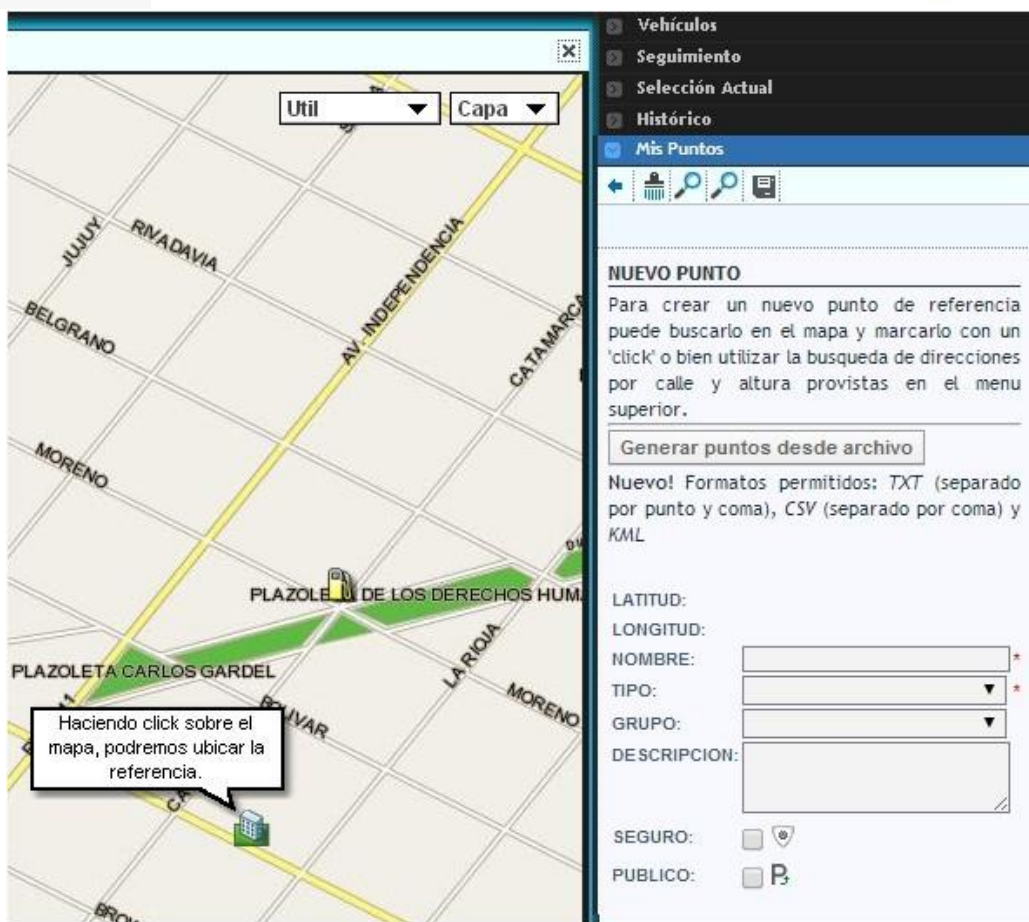 Util
Capa
JUJUY
RIVADAVIA
BELGRANO
AV. INDEPENDENCIA
CATAMARCA
MORENO
PLAZOLE DE LOS DERECHOS HUM
PLAZOLETA CARLOS GARDEL
LA RIOJA
MORENO
BOLIVAR
Haciendo click sobre el
mapa, podremos ubicar la
referencia.
CA
BROW
Vehículos
Seguimiento
Selección Actual
Histórico
Mis Puntos
NUEVO PUNTO
Para crear un nuevo punto de referencia
puede buscarlo en el mapa y marcarlo con un
'click' o bien utilizar la busqueda de direcciones
por calle y altura provistas en el menu
superior.
Generar puntos desde archivo
Nuevo! Formatos permitidos: TXT (separado
por punto y coma), CSV (separado por coma) y
KML
LATITUD:
LONGITUD:
NOMBRE: *
TIPO: *
GRUPO:
DESCRIPCION:
SEGURO:
PUBLICO: